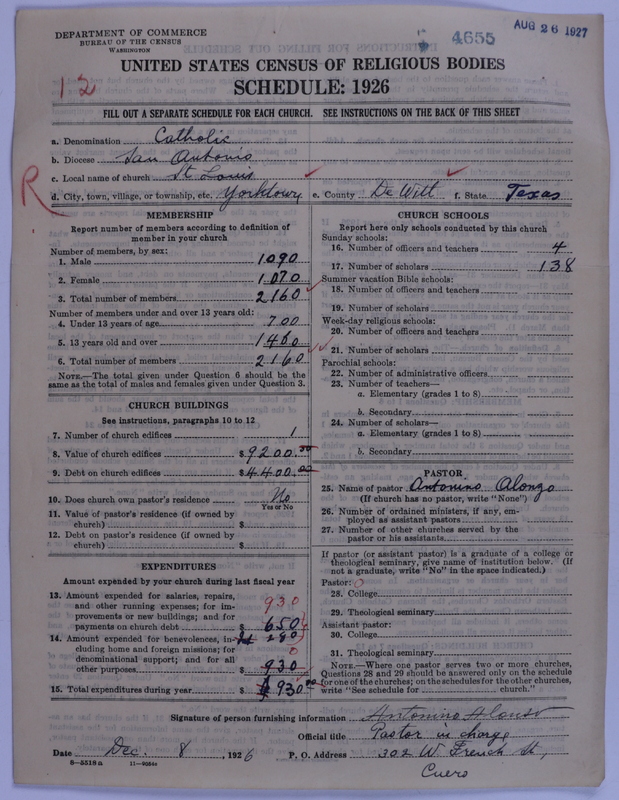 DEPARTMENT OF COMMERCE
BUREAU OF THE CENSUS
WASHINGTON
4655
AUG 26 1927
12
UNITED STATES CENSUS OF RELIGIOUS BODIES
SCHEDULE: 1926
FILL OUT A SEPARATE SCHEDULE FOR EACH CHURCH. SEE INSTRUCTIONS ON THE BACK OF THIS SHEET
a. Denomination Catholic
b. Diocese San Antonio
c. Local name of church St Louis
R
d. City, town, village, or township, etc. Yorktown e. County De Witt f. State Texas
MEMBERSHIP
Report number of members according to definition of
member in your church
Number of members, by sex:
1. Male 1090
2. Female 1070
3. Total number of members 2160
Number of members under and over 13 years old:
4. Under 13 years of age 700
5. 13 years old and over 1460
6. Total number of members 2160
NOTE.—The total given under Question 6 should be
same as the total of males and females given under Question 3.
CHURCH BUILDINGS
See instructions, paragraphs 10 to 12
7. Number of church edifices 1
8. Value of church edifices $9200.00
9. Debt on church edifices $4400.00
10. Does church own pastor's residence No
Yes or No
11. Value of pastor's residence (if owned by
church) $
12. Debt on pastor's residence (if owned by
church) $
EXPENDITURES
Amount expended by your church during last fiscal year
13. Amount expended for salaries, repairs,
and other running expenses; for im-
provements or new buildings; and for
payments on church debt $ 650
930
14. Amount expended for benevolences, in-
cluding home and foreign missions; for
denominational support; and for all
other purposes $ 930
280
0
15. Total expenditures during year $ 930.00
CHURCH SCHOOLS
Report here only schools conducted by this church
Sunday schools:
16. Number of officers and teachers 4
17. Number of scholars 138
Summer vacation Bible schools:
18. Number of officers and teachers
19. Number of scholars
Week-day religious schools:
20. Number of officers and teachers
21. Number of scholars
Parochial schools:
22. Number of administrative officers
23. Number of teachers—
a. Elementary (grades 1 to 8)
b. Secondary
24. Number of scholars—
a. Elementary (grades 1 to 8)
b. Secondary
PASTOR
25. Name of pastor Antonino Alonzo
(If church has no pastor, write "None")
26. Number of ordained ministers, if any, em-
ployed as assistant pastors
27. Number of other churches served by the
pastor or his assistants
If pastor (or assistant pastor) is a graduate of a college or
theological seminary, give name of institution below. (If
not a graduate, write "No" in the space indicated.)
Pastor: 0
28. College
29. Theological seminary
Assistant pastor:
30. College
31. Theological seminary
NOTE.—Where one pastor serves two or more churches,
Questions 28 and 29 should be answered only on the schedule
for one of the churches; on the schedules for the other churches,
write "See schedule for church."
Signature of person furnishing information Antonino Alonso
Official title Pastor in charge
Date Dec. 8, 1926 P. O. Address 302 W. French St,
Cuero
8—5518a 11—9054a